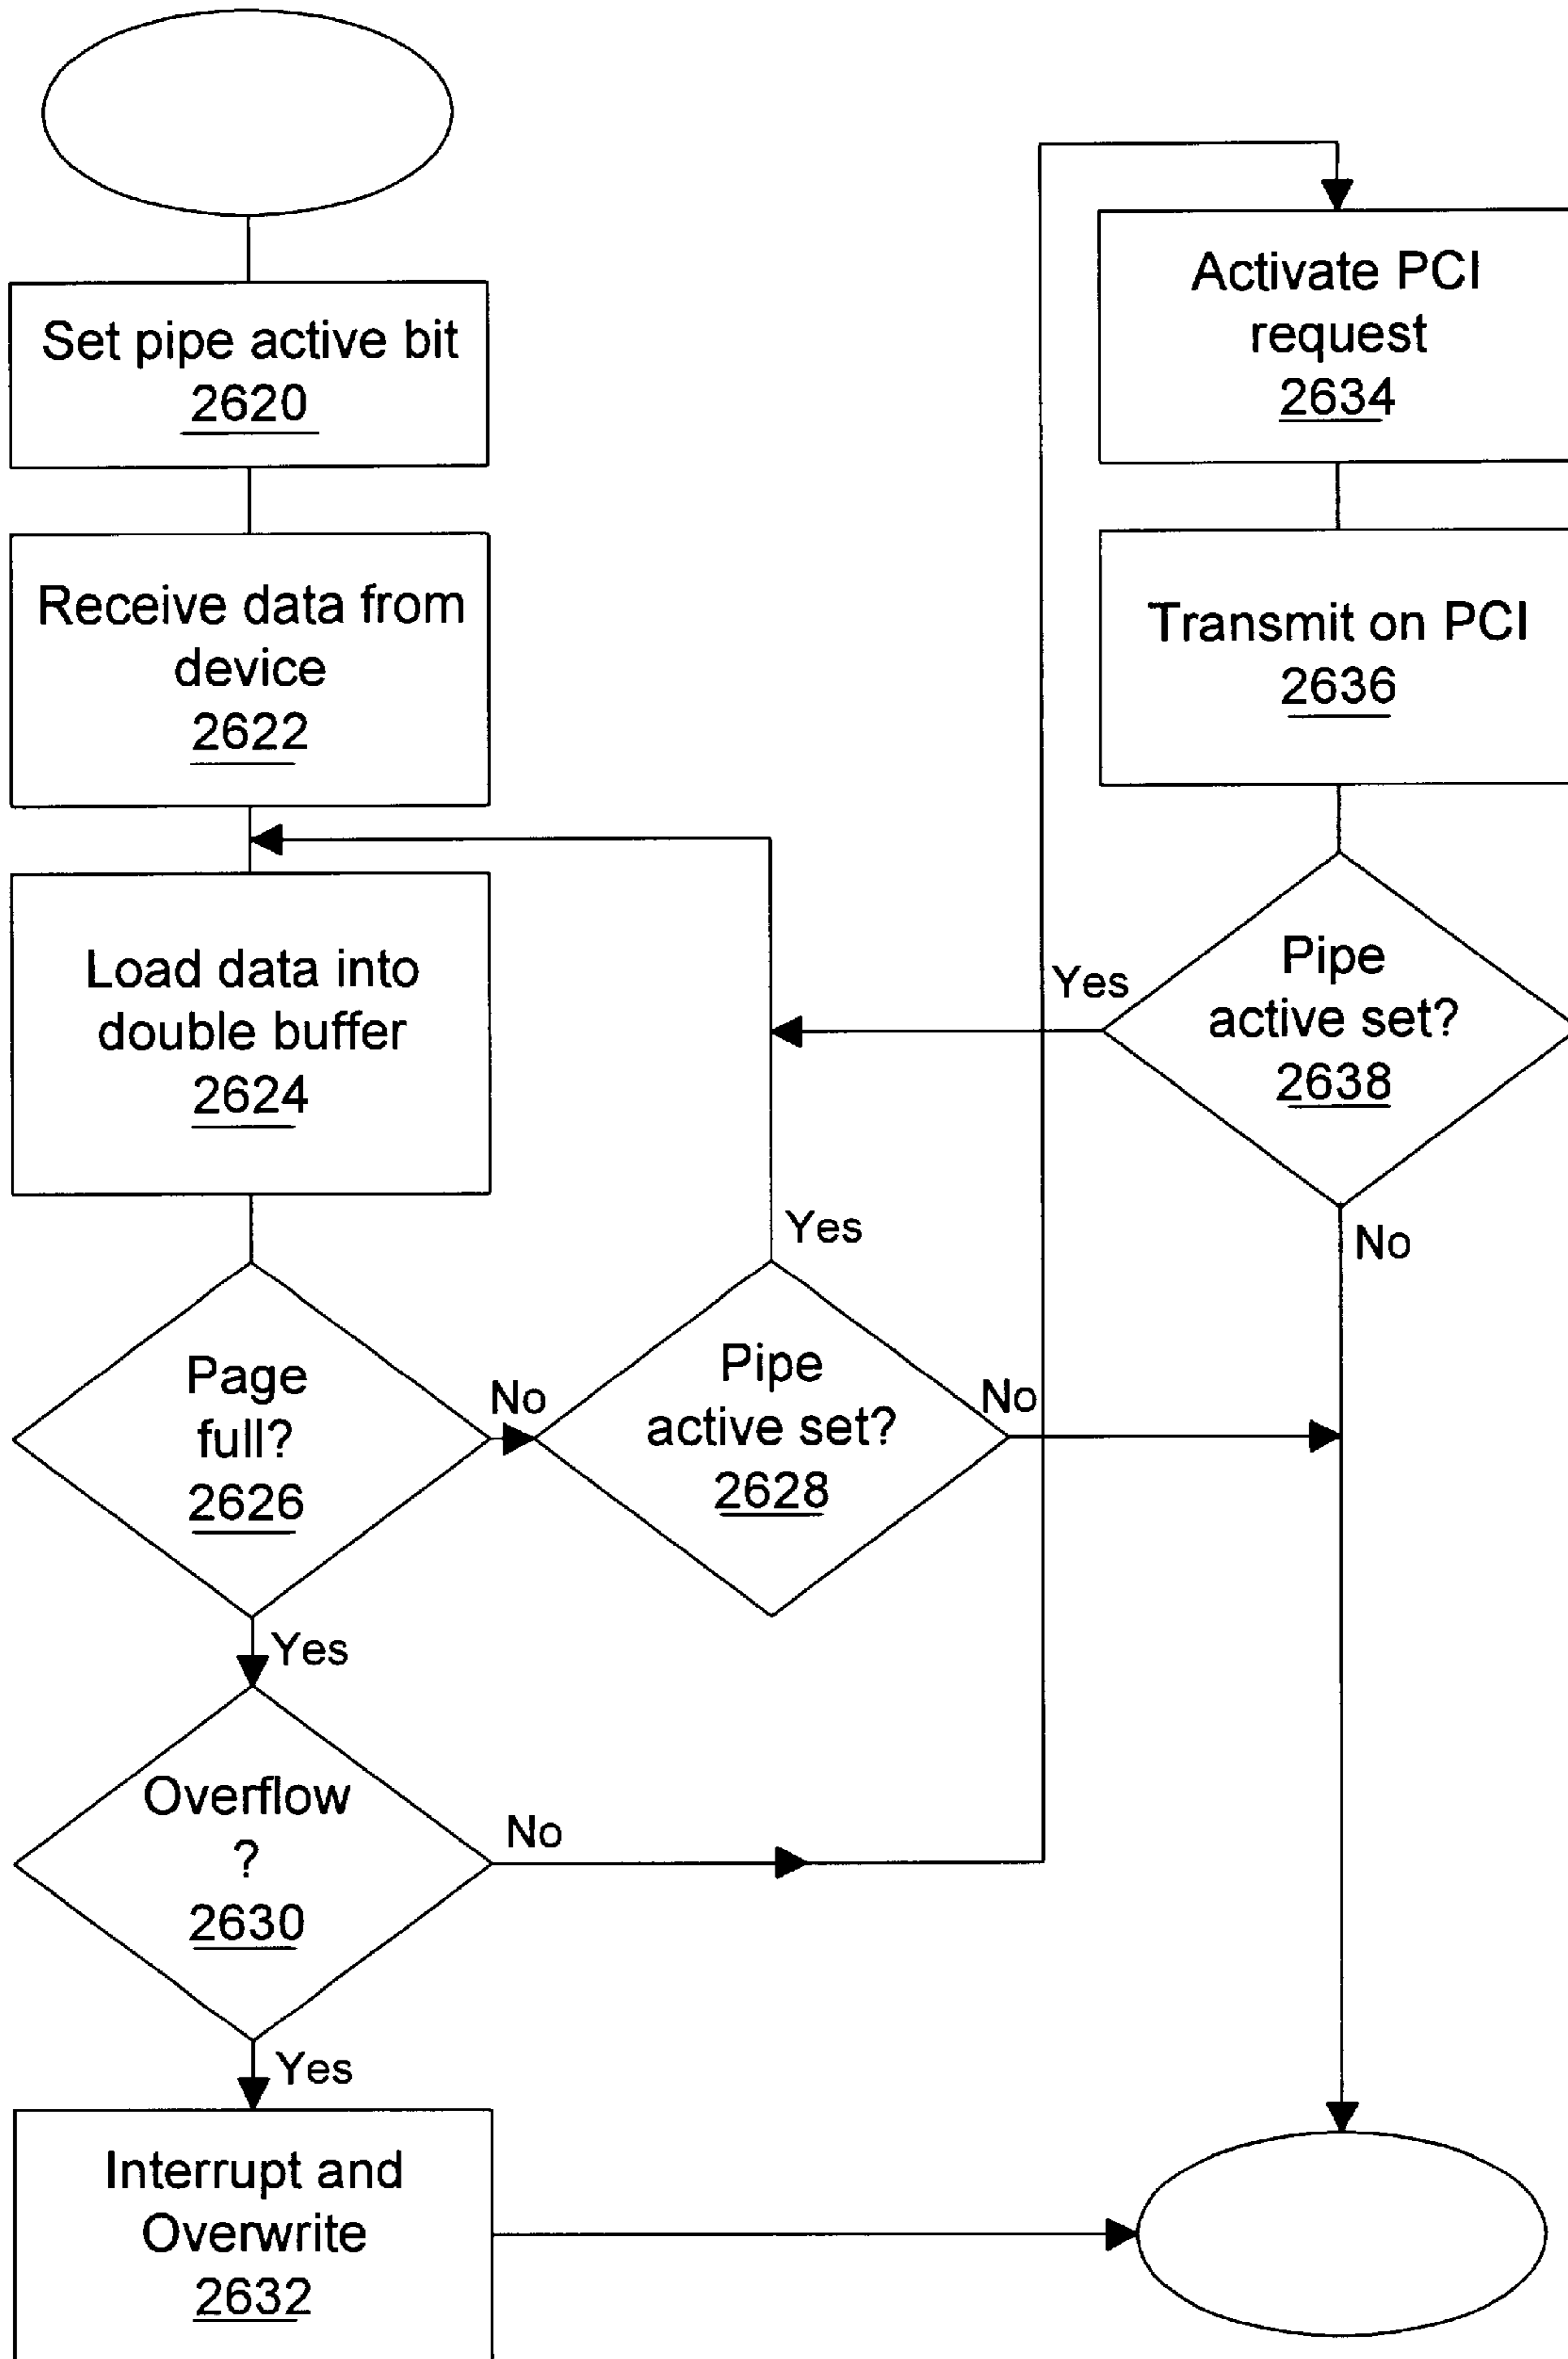 Set pipe active bit
2620
Receive data from
device
2622
Load data into
double buffer
2624
Page
full?
2626
No
Yes
Pipe
active set?
2628
Yes
No
Overflow
?
2630
No
Yes
Interrupt and
Overwrite
2632
Activate PCI
request
2634
Transmit on PCI
2636
Pipe
active set?
2638
Yes
No